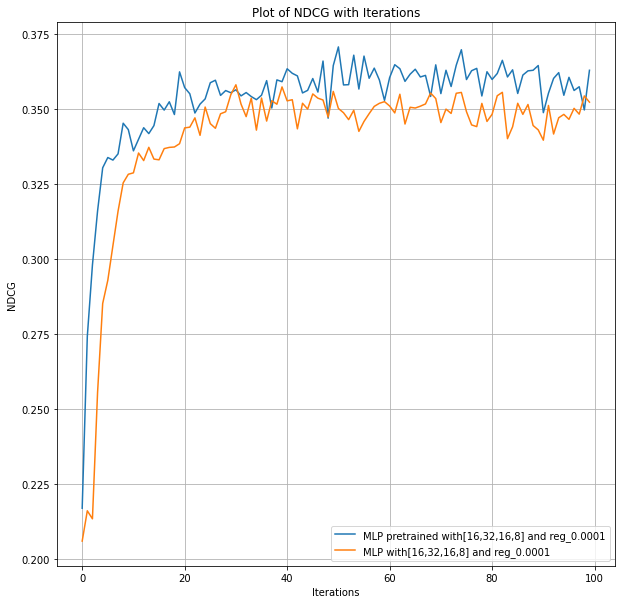 Plot of NDCG with Iterations
0.375
0.350
0.325
0.300
0.275
0.250
0.225
0.200
NDCG
0
20
40
60
80
100
Iterations
MLP pretrained with[16,32,16,8] and reg_0.0001
MLP with[16,32,16,8] and reg_0.0001